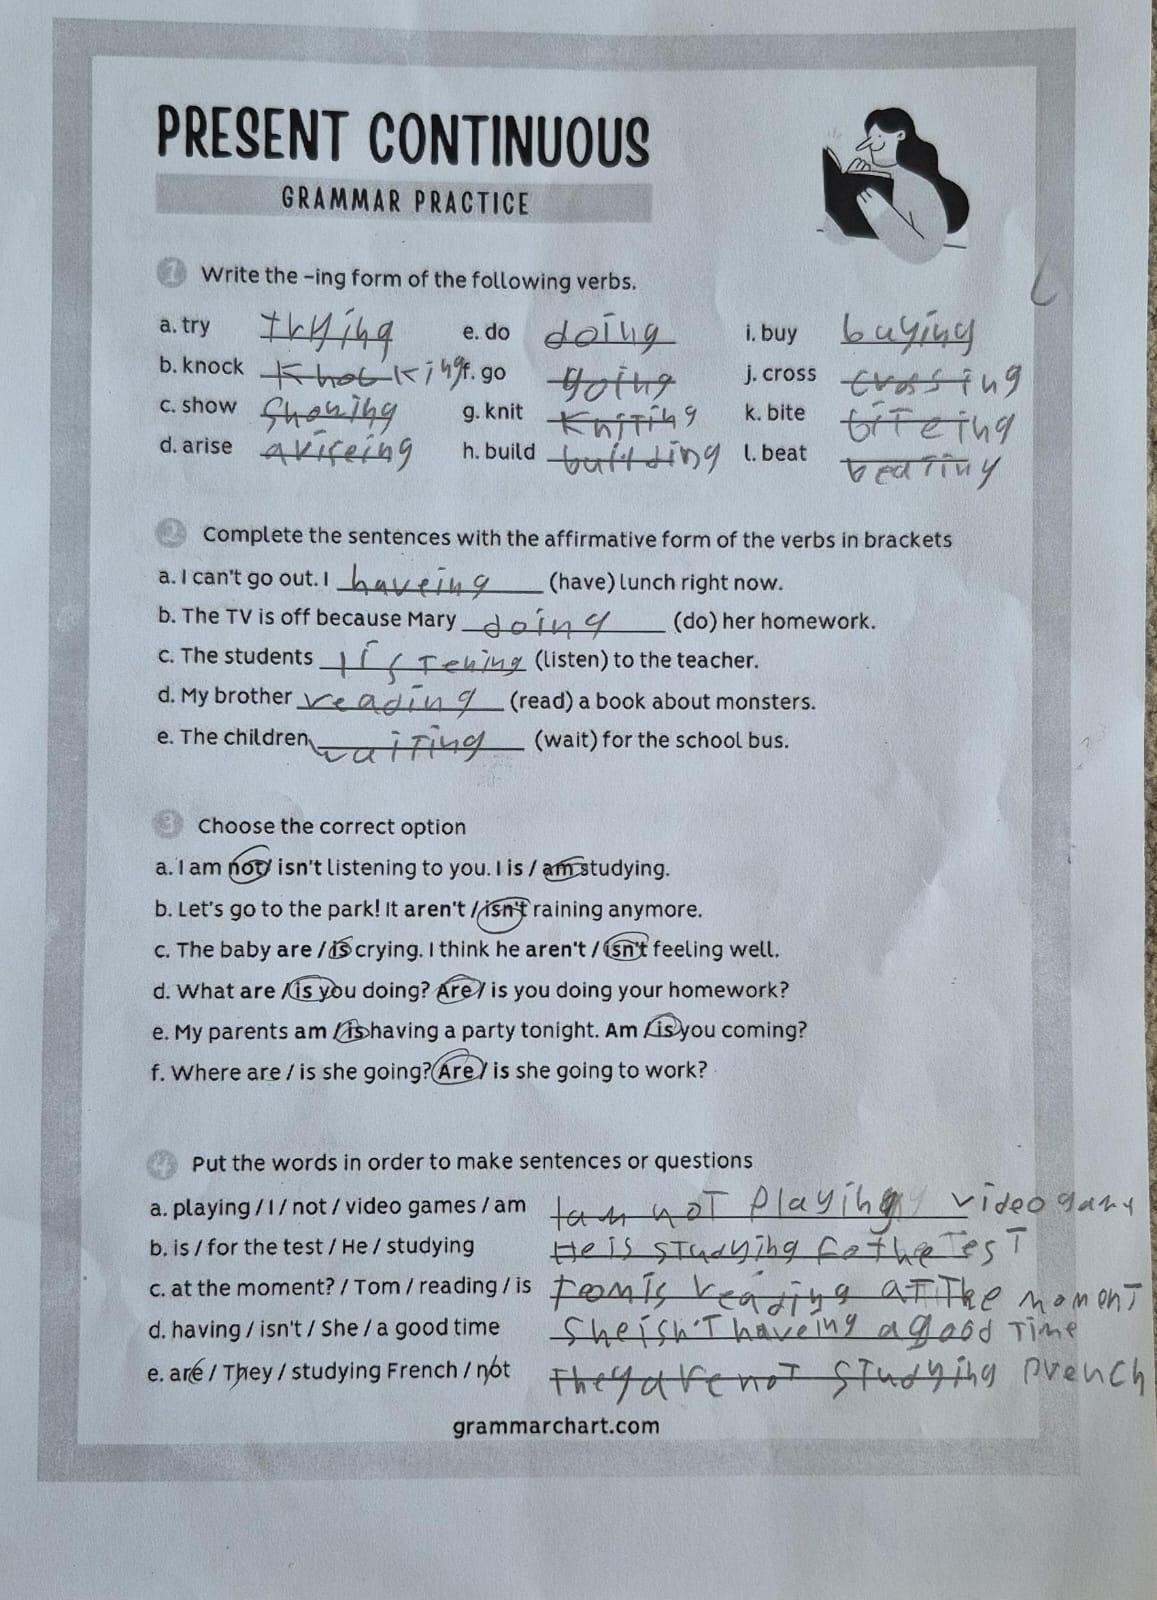 PRESENT CONTINUOUS
GRAMMAR PRACTICE
1 Write the -ing form of the following verbs.
a. try trying e. do doing i. buy buying
b. knock knocking f. go going j. cross crossing
c. show showing g. knit kniting k. bite biteing
d. arise ariseing h. build building l. beat beating
2 Complete the sentences with the affirmative form of the verbs in brackets
a. I can't go out. I haveing (have) lunch right now.
b. The TV is off because Mary doing (do) her homework.
c. The students listening (listen) to the teacher.
d. My brother reading (read) a book about monsters.
e. The children waiting (wait) for the school bus.
3 Choose the correct option
a. I am not / isn't listening to you. I is / am studying.
b. Let's go to the park! It aren't / isn't raining anymore.
c. The baby are / is crying. I think he aren't / isn't feeling well.
d. What are / is you doing? Are / is you doing your homework?
e. My parents am / is having a party tonight. Am / is you coming?
f. Where are / is she going? Are / is she going to work?
4 Put the words in order to make sentences or questions
a. playing / I / not / video games / am I am not playing video
b. is / for the test / He / studying He is studying fo the Test
c. at the moment? / Tom / reading / is Tom is reading at The moment
d. having / isn't / She / a good time She isn't haveing a good Time
e. are / They / studying French / not They are not studying
grammarchart.com